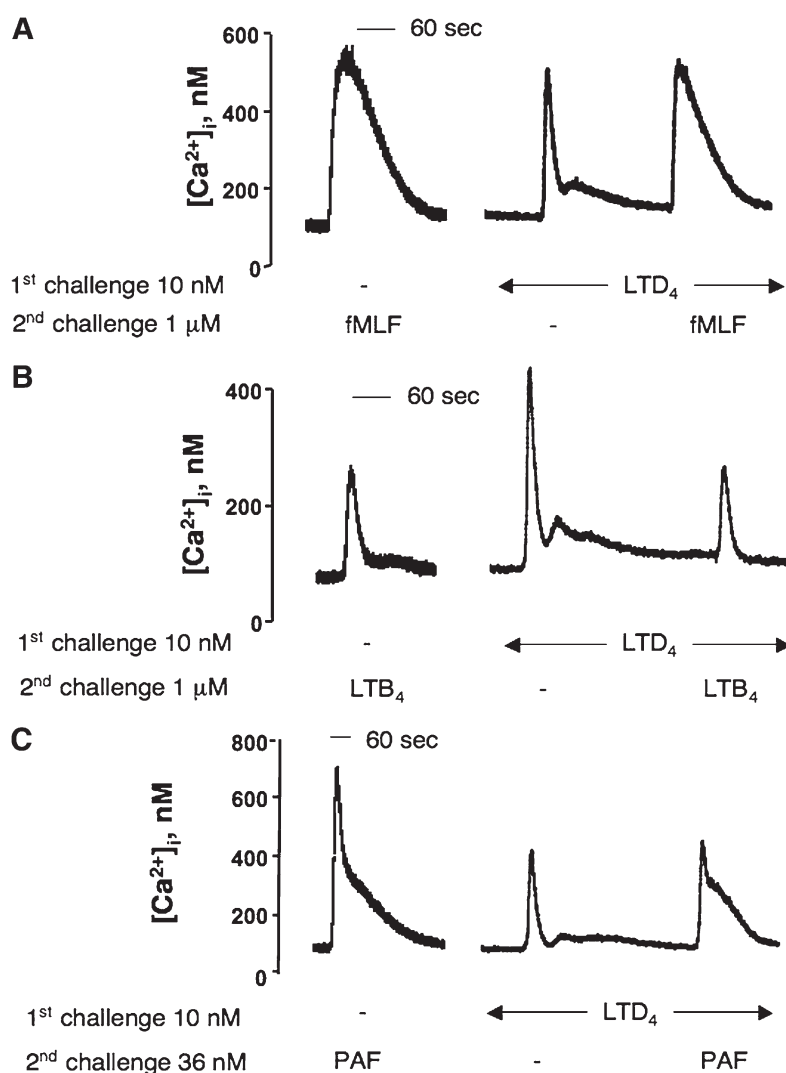 A
60 sec
600
400
200
0
[Ca²⁺]ᵢ, nM
1ˢᵗ challenge 10 nM - LTD₄
2ⁿᵈ challenge 1 μM fMLF - fMLF
B
60 sec
400
200
0
[Ca²⁺]ᵢ, nM
1ˢᵗ challenge 10 nM - LTD₄
2ⁿᵈ challenge 1 μM LTB₄ - LTB₄
C
60 sec
800
600
400
200
0
[Ca²⁺]ᵢ, nM
1ˢᵗ challenge 10 nM - LTD₄
2ⁿᵈ challenge 36 nM PAF - PAF